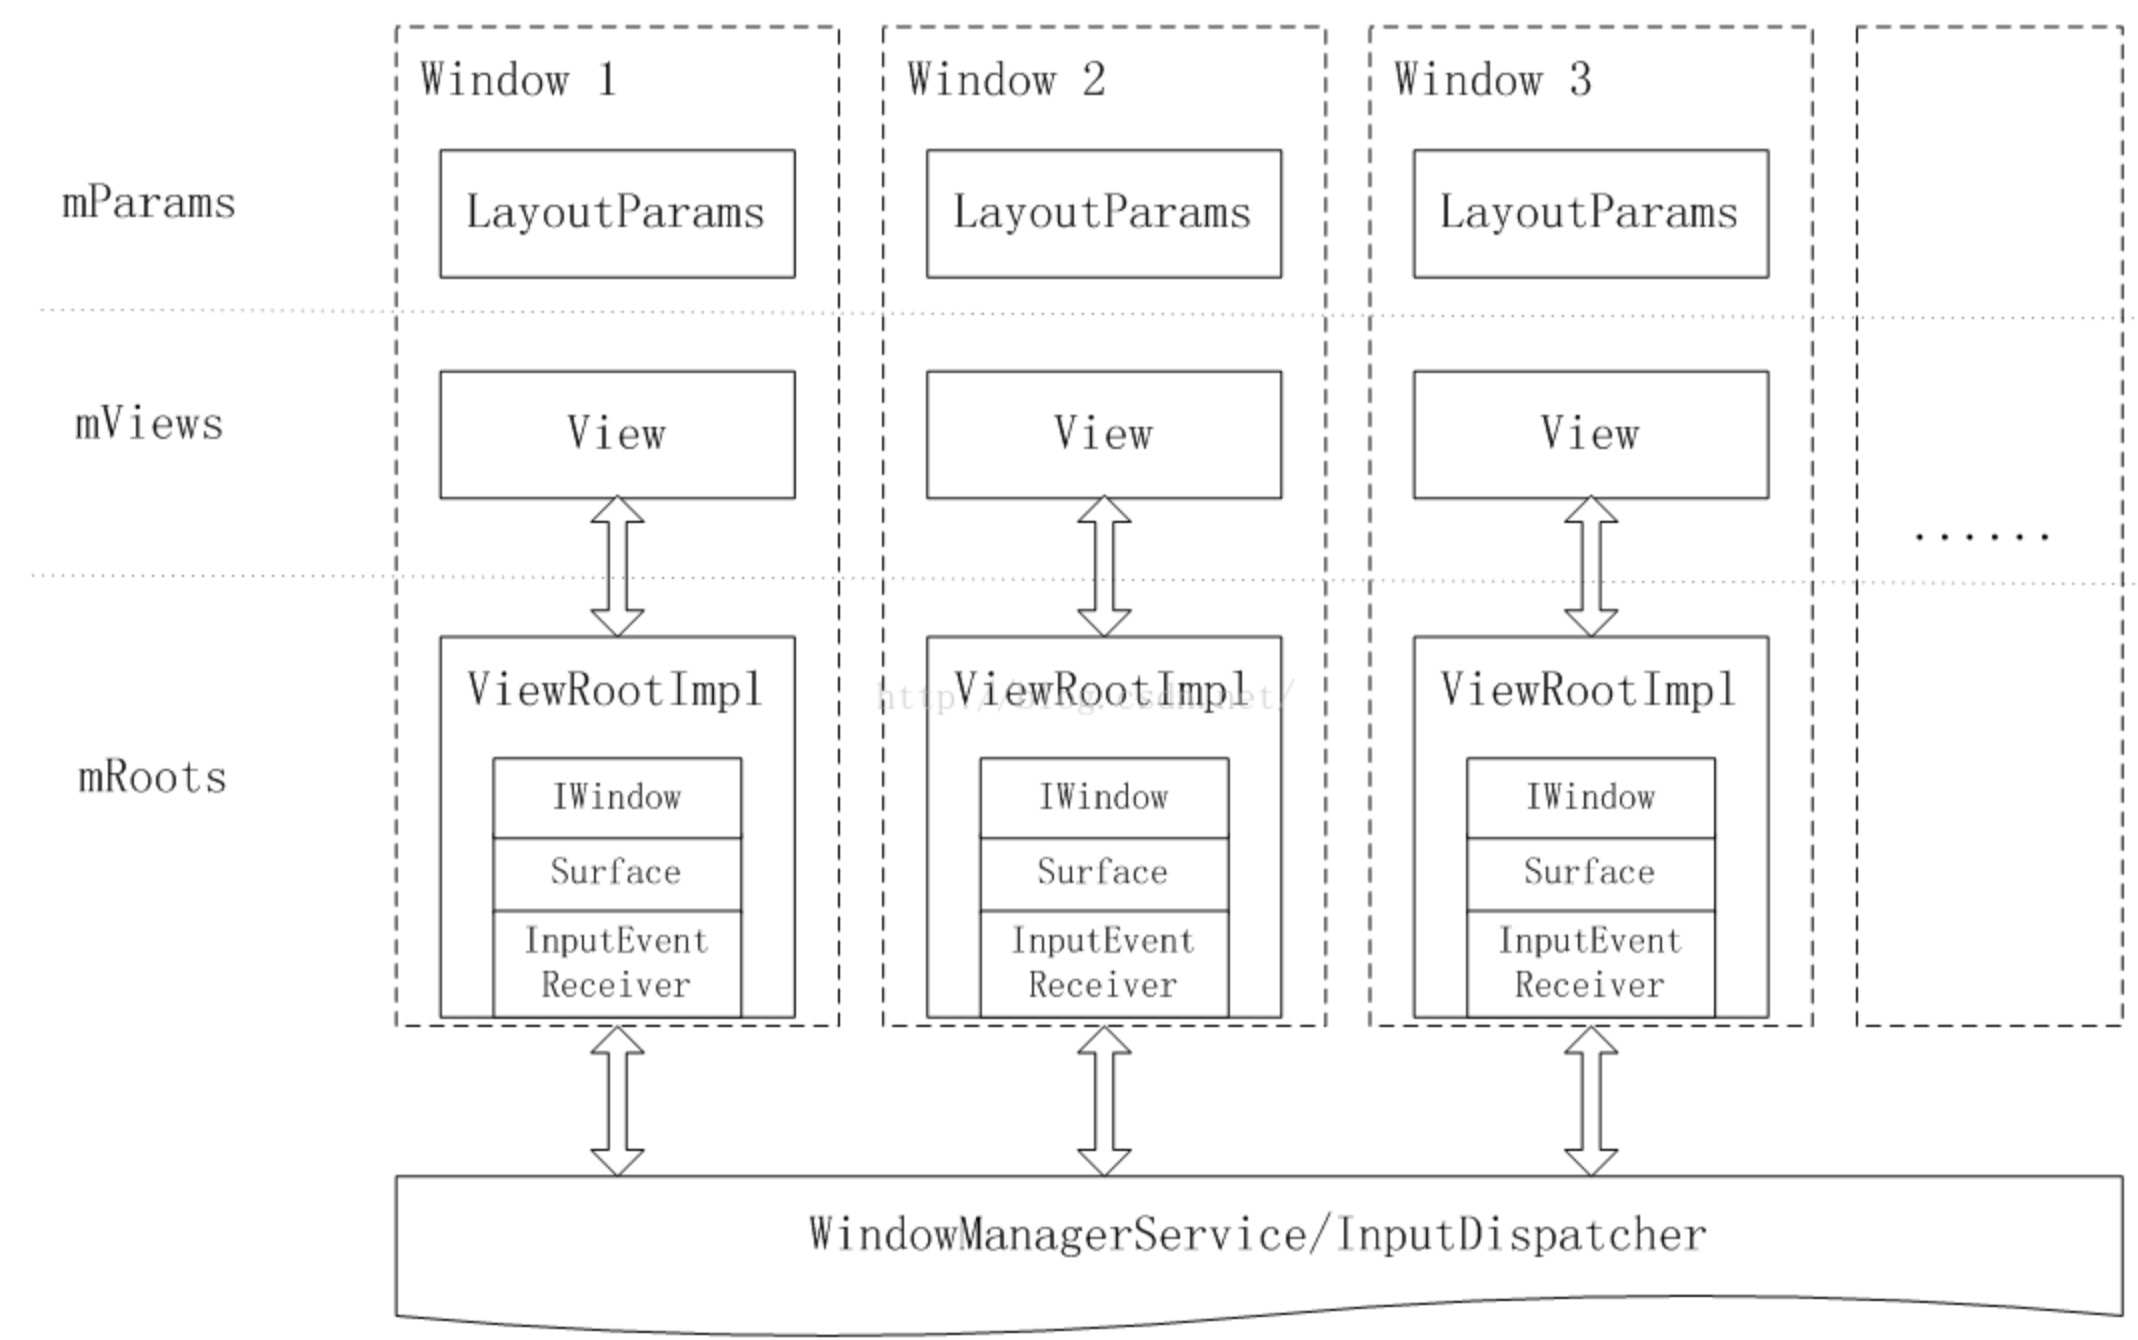 Window 1
Window 2
Window 3
mParams
LayoutParams
LayoutParams
LayoutParams
mViews
View
View
View
......
ViewRootImpl
ViewRootImpl
ViewRootImpl
http://blog.csdn.net/
mRoots
IWindow
IWindow
IWindow
Surface
Surface
Surface
InputEvent
Receiver
InputEvent
Receiver
InputEvent
Receiver
WindowManagerService/InputDispatcher